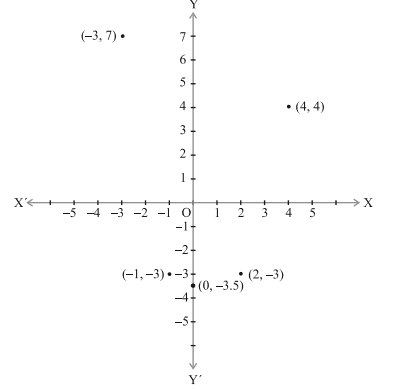 Y
(–3, 7) 7
6
5
4 (4, 4)
3
2
1
X´ –5 –4 –3 –2 –1 O 1 2 3 4 5 X
–1
–2
(–1, –3) –3 (2, –3)
(0, –3.5)
–4
–5
Y´